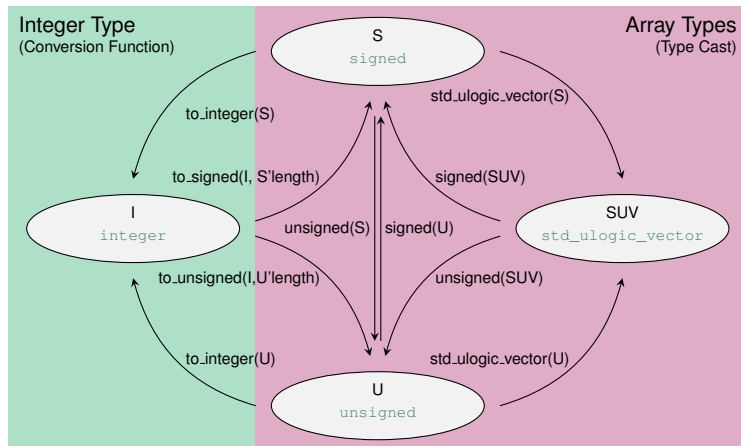 Integer Type
(Conversion Function)
Array Types
(Type Cast)
S
signed
to_integer(S)
std_ulogic_vector(S)
to_signed(I, S'length)
signed(SUV)
I
integer
unsigned(S)
signed(U)
SUV
std_ulogic_vector
to_unsigned(I,U'length)
unsigned(SUV)
to_integer(U)
std_ulogic_vector(U)
U
unsigned